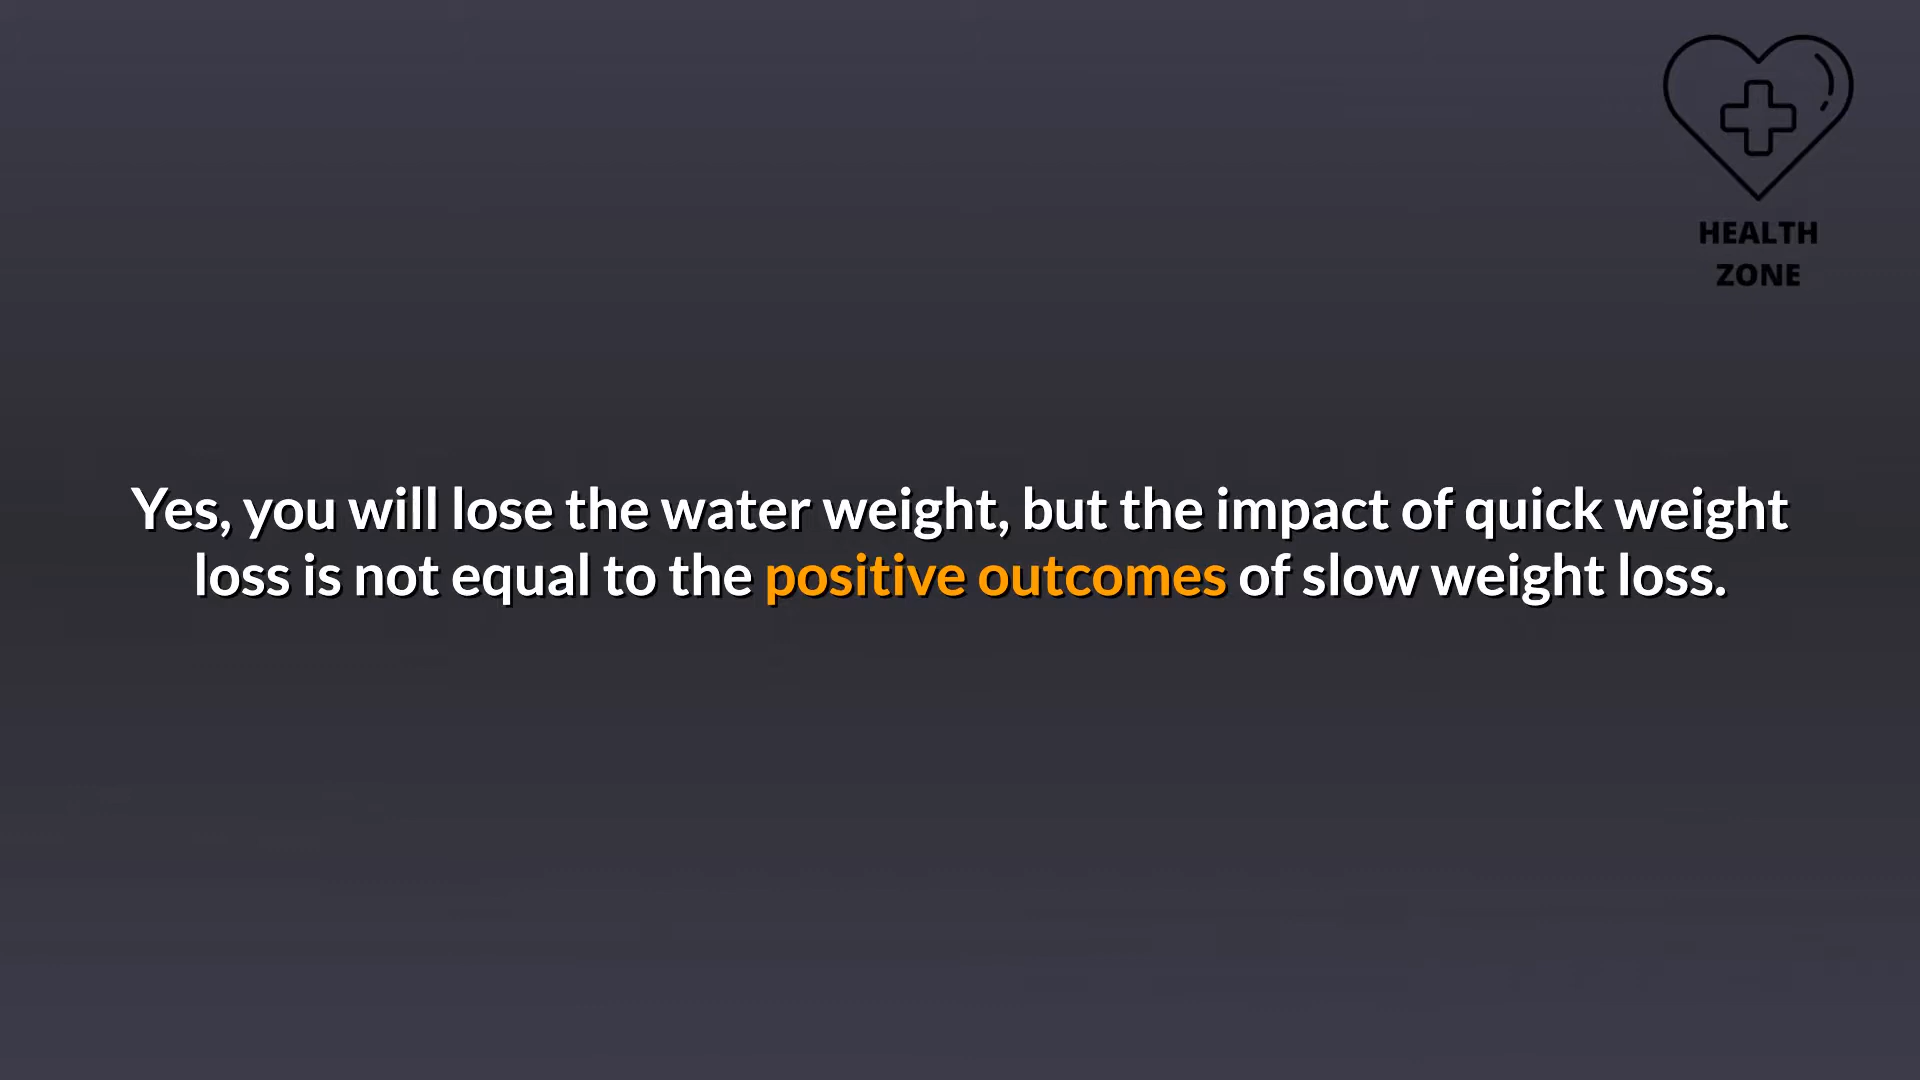 HEALTH
ZONE
Yes, you will lose the water weight, but the impact of quick weight
loss is not equal to the positive outcomes of slow weight loss.